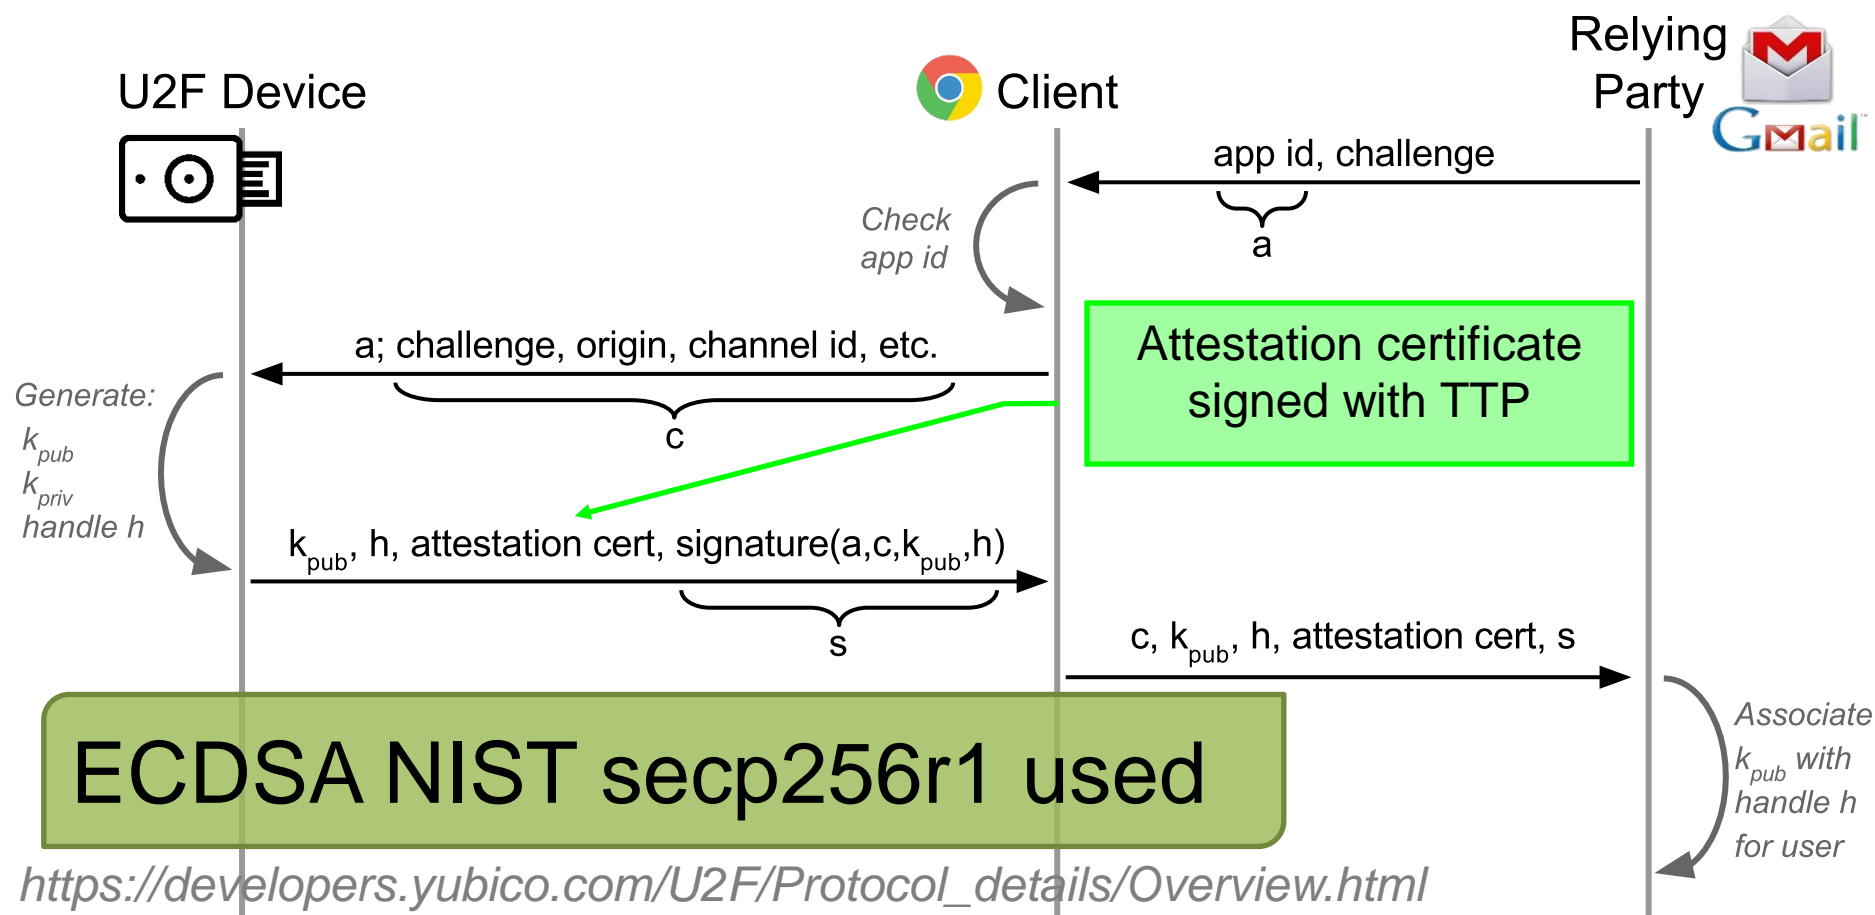 Relying
Party
U2F Device
Client
GMail™
app id, challenge
a
Check
app id
Attestation certificate
signed with TTP
a; challenge, origin, channel id, etc.
c
Generate:
kpub
kpriv
handle h
kpub, h, attestation cert, signature(a,c,kpub,h)
s
c, kpub, h, attestation cert, s
Associate
kpub with
handle h
for user
ECDSA NIST secp256r1 used
https://developers.yubico.com/U2F/Protocol_details/Overview.html